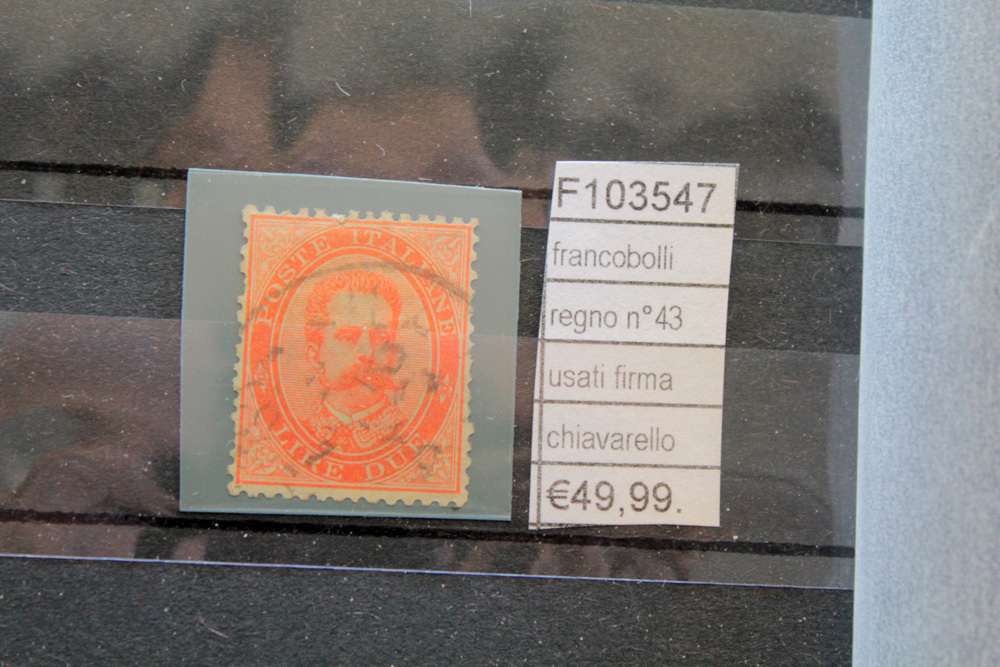 POSTE ITALIANE
LIRE DUE
F103547
francobolli
regno n°43
usati firma
chiavarello
€49,99.